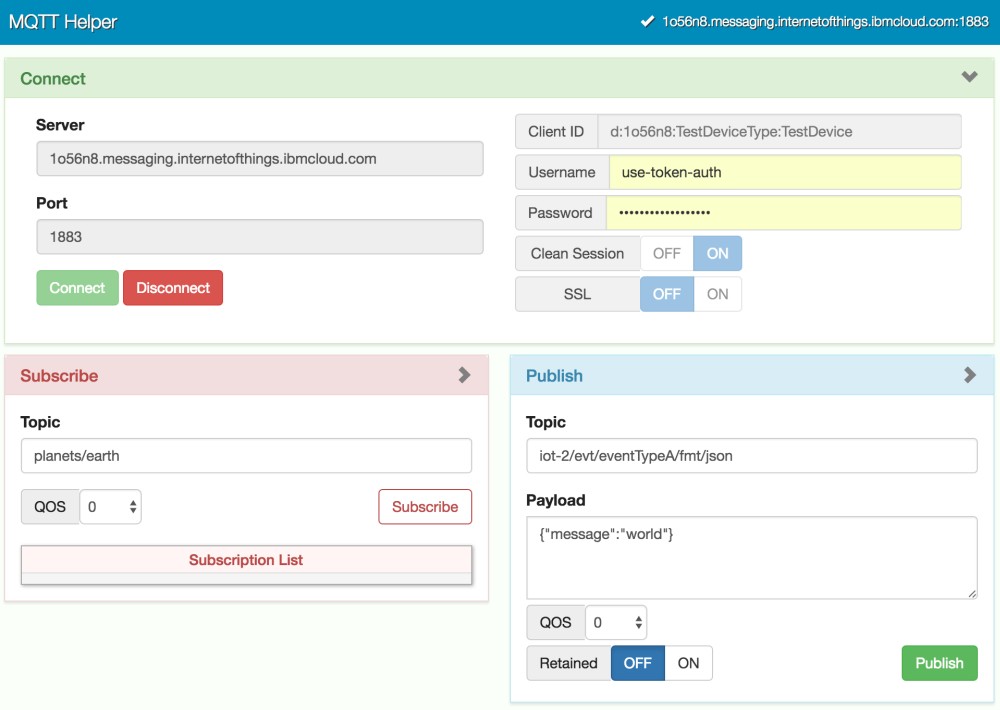 MQTT Helper
1o56n8.messaging.internetofthings.ibmcloud.com:1883
Connect
Server
1o56n8.messaging.internetofthings.ibmcloud.com
Port
1883
Connect Disconnect
Client ID d:1o56n8:TestDeviceType:TestDevice
Username use-token-auth
Password ••••••••••••••••••
Clean Session OFF ON
SSL OFF ON
Subscribe
Topic
planets/earth
QOS 0 Subscribe
Subscription List
Publish
Topic
iot-2/evt/eventTypeA/fmt/json
Payload
{"message":"world"}
QOS 0
Retained OFF ON Publish